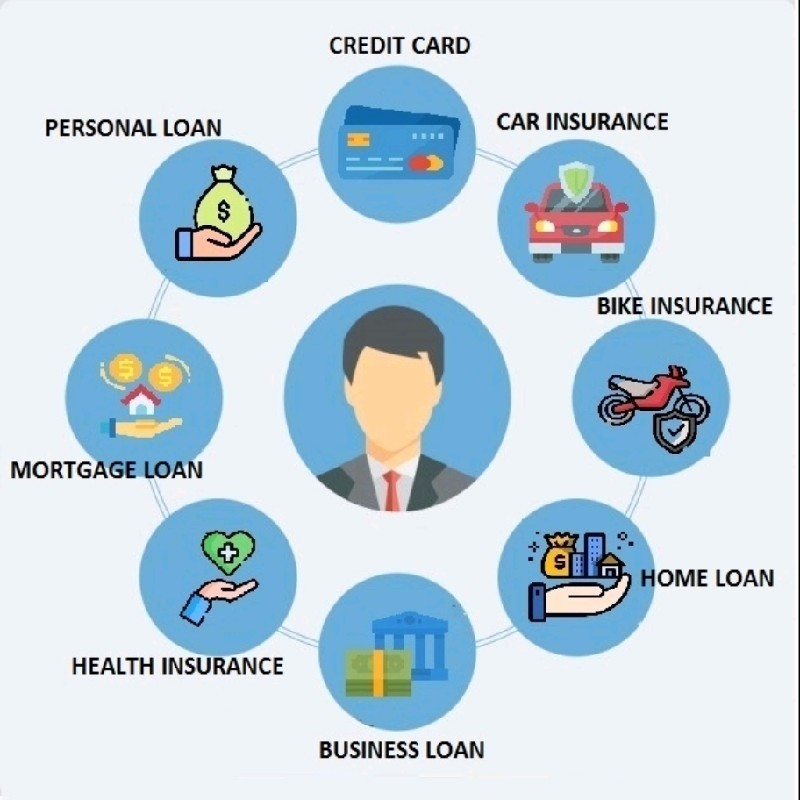 CREDIT CARD
PERSONAL LOAN
CAR INSURANCE
BIKE INSURANCE
MORTGAGE LOAN
HOME LOAN
HEALTH INSURANCE
BUSINESS LOAN
$
$
$
$